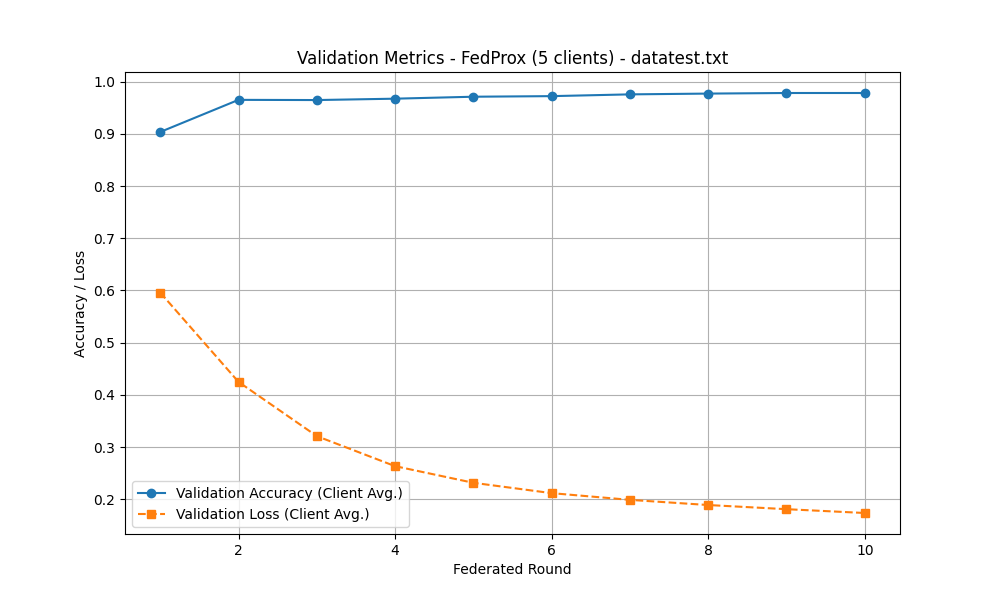 Validation Metrics - FedProx (5 clients) - datatest.txt
1.0
0.9
0.8
0.7
0.6
0.5
0.4
0.3
0.2
Accuracy / Loss
Validation Accuracy (Client Avg.)
Validation Loss (Client Avg.)
2 4 6 8 10
Federated Round